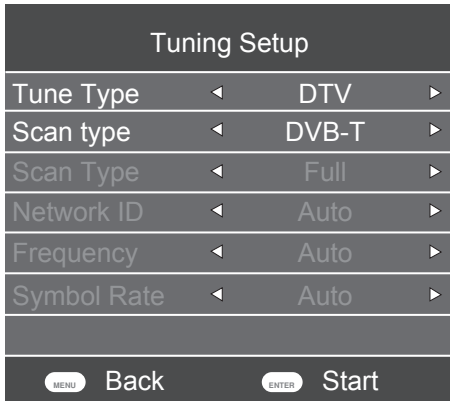 Tuning Setup
Tune Type DTV
Scan type DVB-T
Scan Type Full
Network ID Auto
Frequency Auto
Symbol Rate Auto
MENU Back ENTER Start